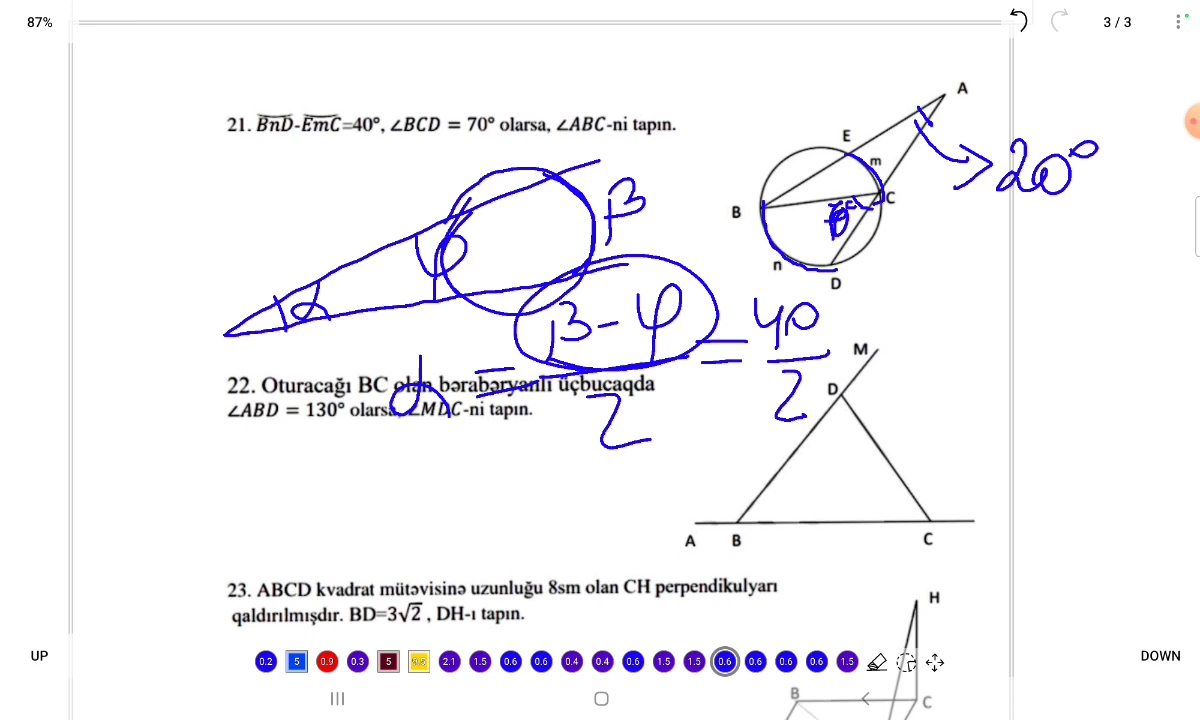 87%
3 / 3
21. BnD-EmC=40°, ∠BCD = 70° olarsa, ∠ABC-ni tapın.
A
E
m
C
B
n
D
20°
β
φ
α
β-φ
=
40
2
α =
2
22. Oturacağı BC olan bərabəryanlı üçbucaqda
∠ABD = 130° olarsa, ∠MDC-ni tapın.
M
D
A B C
23. ABCD kvadrat mütəvisinə uzunluğu 8sm olan CH perpendikulyarı
qaldırılmışdır. BD=3√2 , DH-ı tapın.
H
B
C
UP
DOWN
0.2 5 0.9 0.3 5 2.1 1.5 0.6 0.6 0.4 0.4 0.6 1.5 1.5 0.6 0.6 0.6 0.6 1.5